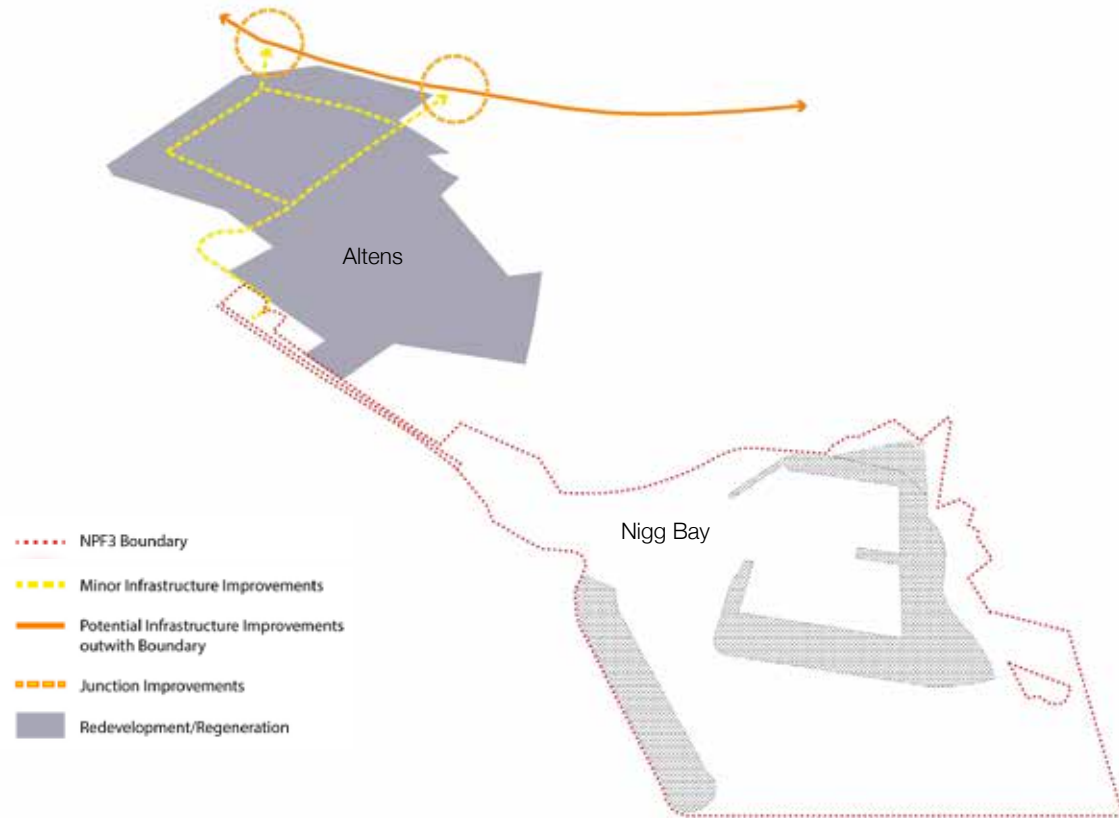 Altens
Nigg Bay
NPF3 Boundary
Minor Infrastructure Improvements
Potential Infrastructure Improvements
outwith Boundary
Junction Improvements
Redevelopment/Regeneration